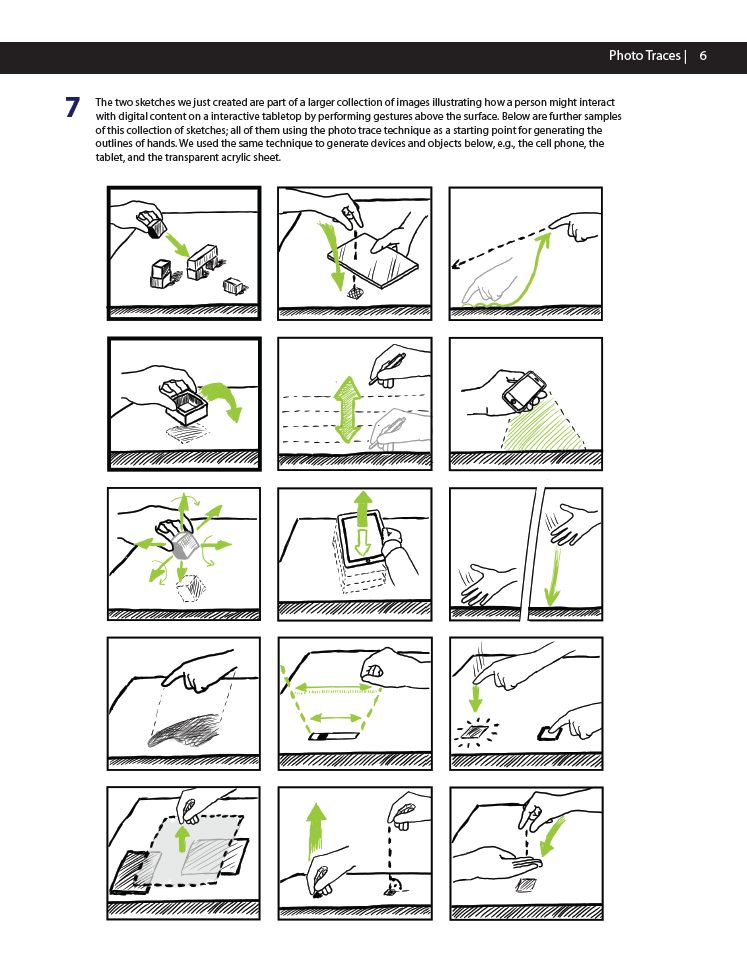 Photo Traces | 6
7
The two sketches we just created are part of a larger collection of images illustrating how a person might interact
with digital content on a interactive tabletop by performing gestures above the surface. Below are further samples
of this collection of sketches; all of them using the photo trace technique as a starting point for generating the
outlines of hands. We used the same technique to generate devices and objects below, e.g., the cell phone, the
tablet, and the transparent acrylic sheet.